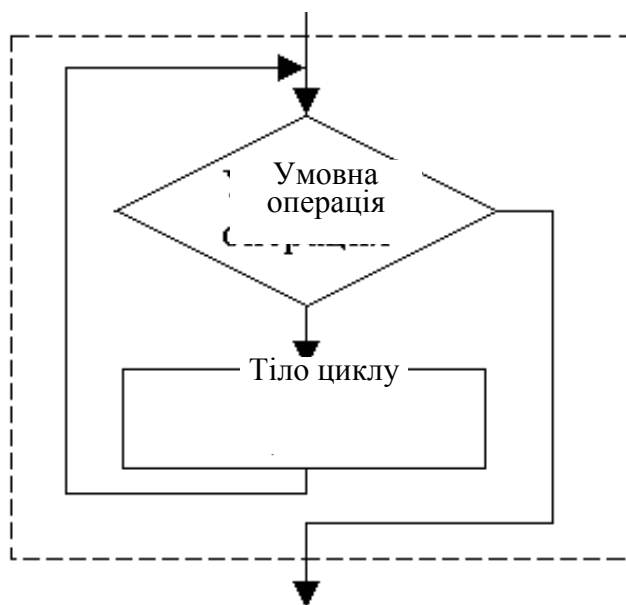 Умовна
операція
Тіло циклу